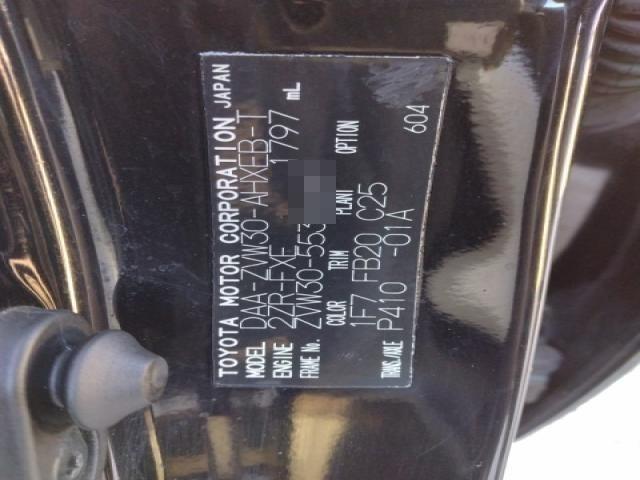 TOYOTA MOTOR CORPORATION JAPAN
MODEL DAA-ZVW30-AHXEB-T
ENGINE 2ZR-FXE 1797 mL
FRAME No. ZVW30-553
COLOR TRIM PLANT OPTION
1F7 FB20 C25
TRANS./AXLE P410 -01A 604